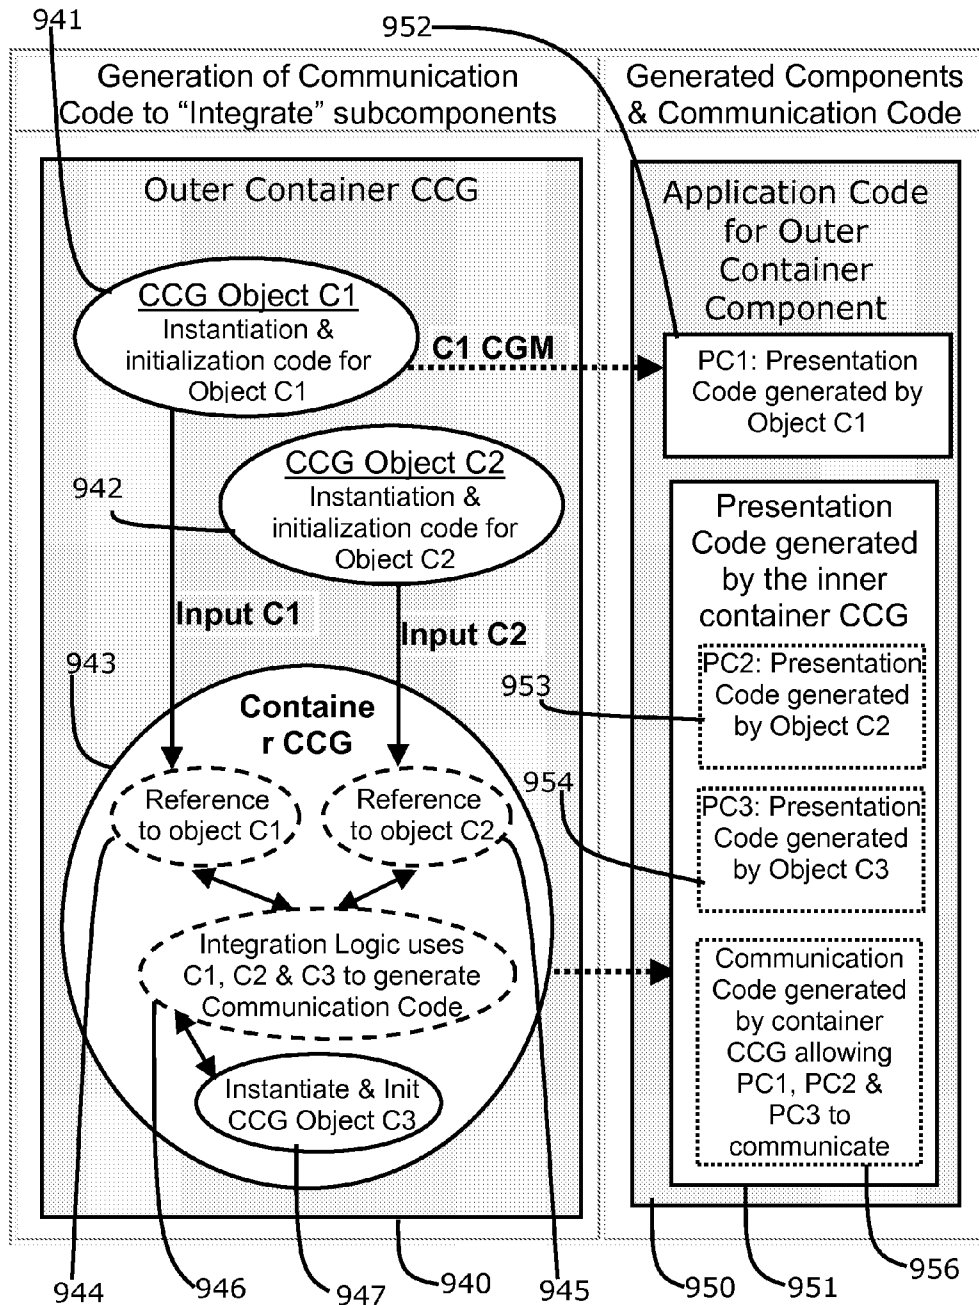 941
952
Generation of Communication
Code to “Integrate” subcomponents
Generated Components
& Communication Code
Outer Container CCG
CCG Object C1
Instantiation &
initialization code for
Object C1
C1 CGM
CCG Object C2
Instantiation &
initialization code for
Object C2
942
Input C1
Input C2
943
Containe
r CCG
Reference
to object C1
Reference
to object C2
Integration Logic uses
C1, C2 & C3 to generate
Communication Code
Instantiate & Init
CCG Object C3
Application Code
for Outer
Container
Component
PC1: Presentation
Code generated by
Object C1
Presentation
Code generated
by the inner
container CCG
PC2: Presentation
Code generated
by Object C2
953
954
PC3: Presentation
Code generated
by Object C3
Communication
Code generated
by container
CCG allowing
PC1, PC2 &
PC3 to
communicate
944
946
947
940
945
950
951
956